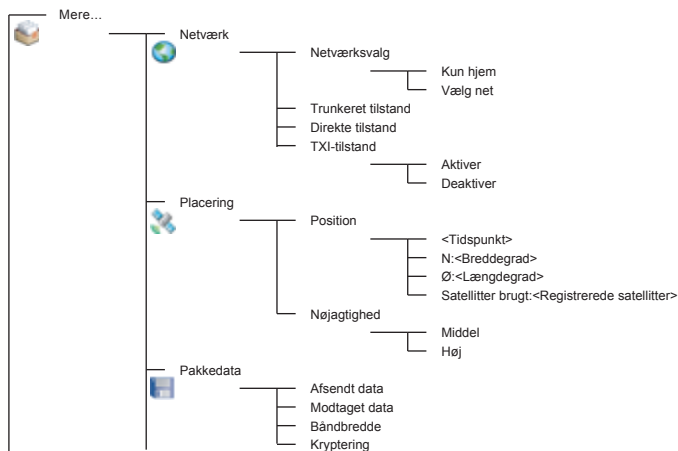 Mere...
Netværk
Netværksvalg
Kun hjem
Vælg net
Trunkeret tilstand
Direkte tilstand
TXI-tilstand
Aktiver
Deaktiver
Placering
Position
<Tidspunkt>
N:<Breddegrad>
Ø:<Længdegrad>
Satellitter brugt:<Registrerede satellitter>
Nøjagtighed
Middel
Høj
Pakkedata
Afsendt data
Modtaget data
Båndbredde
Kryptering